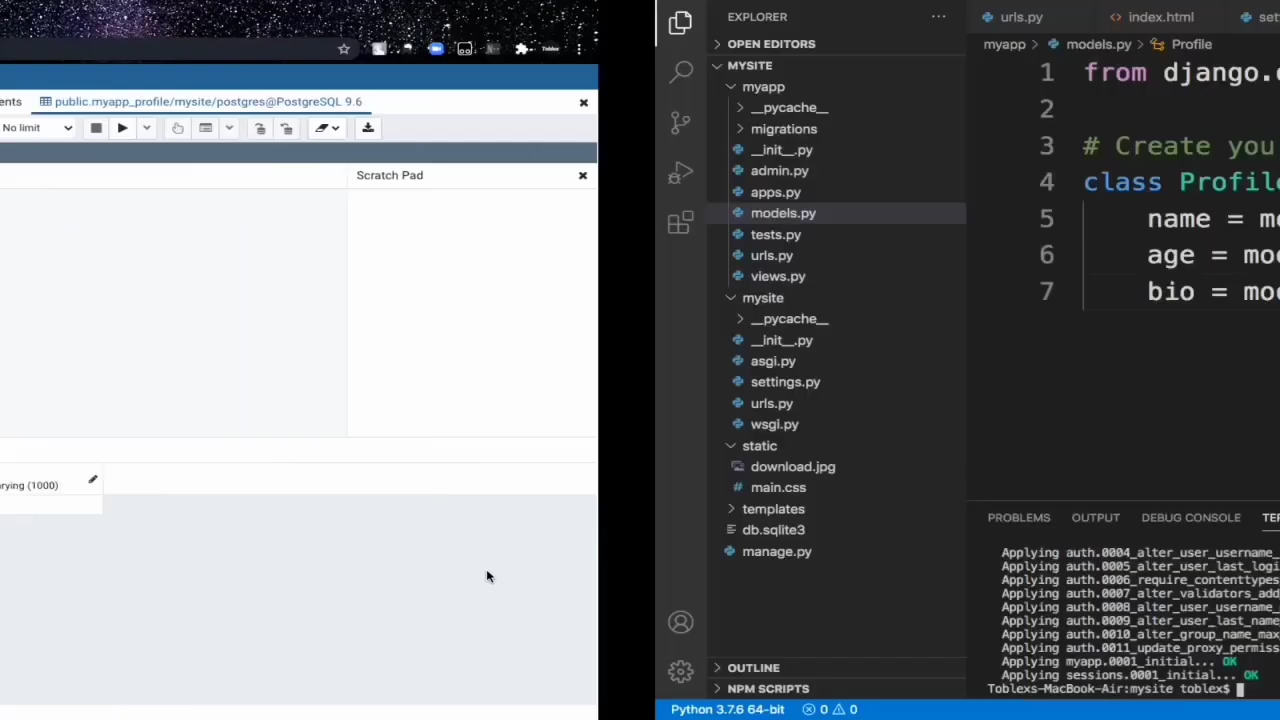 ents
public.myapp_profile/mysite/postgres@PostgreSQL 9.6
No limit
Scratch Pad
rying (1000)
EXPLORER
OPEN EDITORS
MYSITE
myapp
__pycache__
migrations
__init__.py
admin.py
apps.py
models.py
tests.py
urls.py
views.py
mysite
__pycache__
__init__.py
asgi.py
settings.py
urls.py
wsgi.py
static
download.jpg
# main.css
templates
db.sqlite3
manage.py
OUTLINE
NPM SCRIPTS
urls.py
index.html
set
myapp > models.py > Profile
1 from django.
2
3 # Create you
4 class Profile
5 name = mo
6 age = mod
7 bio = mod
PROBLEMS OUTPUT DEBUG CONSOLE TE
Applying auth.0004_alter_user_username_
Applying auth.0005_alter_user_last_logi
Applying auth.0006_require_contenttypes
Applying auth.0007_alter_validators_add
Applying auth.0008_alter_user_username_
Applying auth.0009_alter_user_last_name
Applying auth.0010_alter_group_name_max
Applying auth.0011_update_proxy_permiss
Applying myapp.0001_initial... OK
Applying sessions.0001_initial... OK
Toblexs-MacBook-Air:mysite toblex$
Python 3.7.6 64-bit 0 0